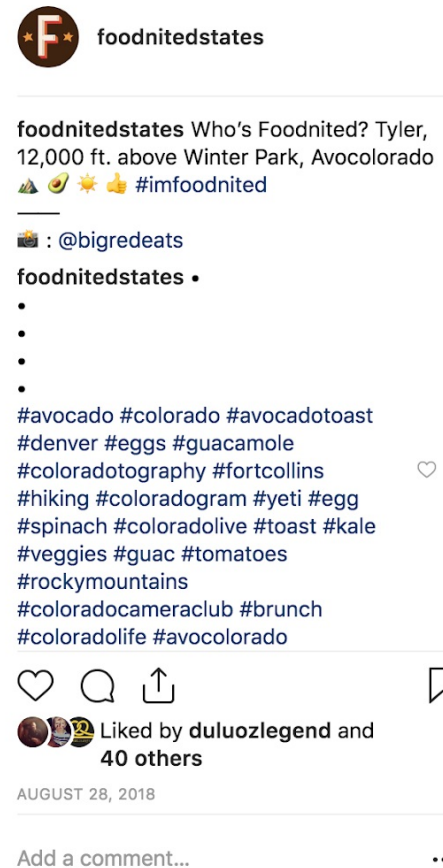 F
foodnitedstates
foodnitedstates Who's Foodnited? Tyler,
12,000 ft. above Winter Park, Avocolorado
⛰️ 🥑 ☀️ 👍 #imfoodnited
——
📸 : @bigredeats
foodnitedstates •
•
•
•
•
#avocado #colorado #avocadotoast
#denver #eggs #guacamole
#coloradotography #fortcollins
#hiking #coloradogram #yeti #egg
#spinach #coloradolive #toast #kale
#veggies #guac #tomatoes
#rockymountains
#coloradocameraclub #brunch
#coloradolife #avocolorado
Liked by duluozlegend and
40 others
AUGUST 28, 2018
Add a comment...